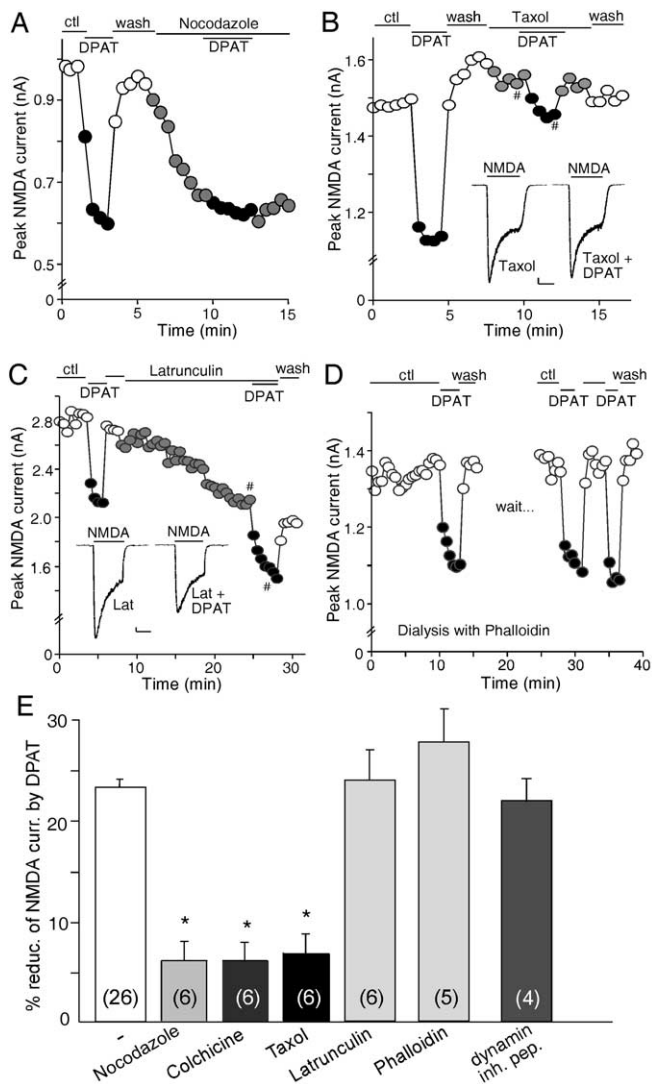 A
ctl wash Nocodazole
DPAT DPAT
Peak NMDA current (nA)
0.9
0.7
0.5
0
0 5 10 15
Time (min)
B
ctl wash Taxol wash
DPAT DPAT
Peak NMDA current (nA)
1.6
1.4
1.2
0
#
#
NMDA NMDA
Taxol Taxol +
DPAT
0 5 10 15
Time (min)
C
ctl Latrunculin wash
DPAT DPAT
Peak NMDA current (nA)
2.8
2.4
2.0
1.6
0
#
#
NMDA NMDA
Lat Lat +
DPAT
0 10 20 30
Time (min)
D
ctl wash ctl wash
DPAT DPAT DPAT
Peak NMDA current (nA)
1.4
1.3
1.2
1.1
1.0
0
wait...
Dialysis with Phalloidin
0 10 20 30 40
Time (min)
E
% reduc. of NMDA curr. by DPAT
30
20
10
0
* * *
(26) (6) (6) (6) (6) (5) (4)
- Nocodazole Colchicine Taxol Latrunculin Phalloidin dynamin
inh. pep.